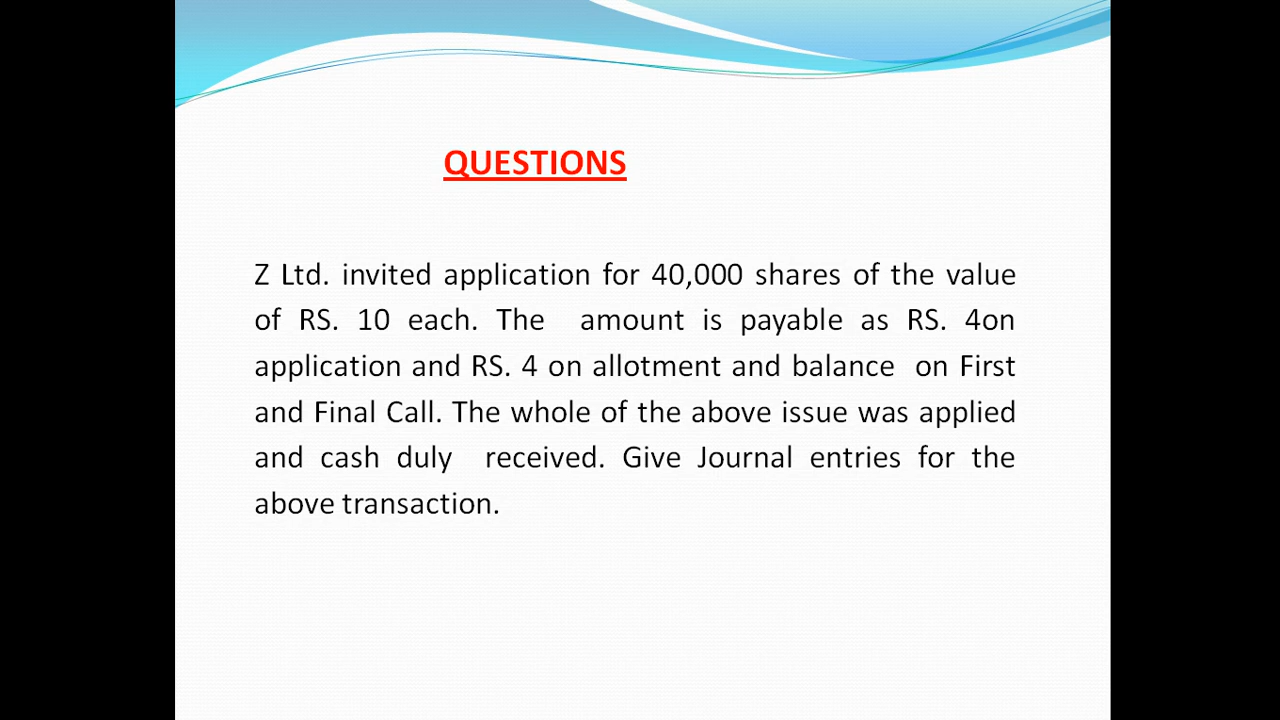 QUESTIONS
Z Ltd. invited application for 40,000 shares of the value
of RS. 10 each. The amount is payable as RS. 4on
application and RS. 4 on allotment and balance on First
and Final Call. The whole of the above issue was applied
and cash duly received. Give Journal entries for the
above transaction.